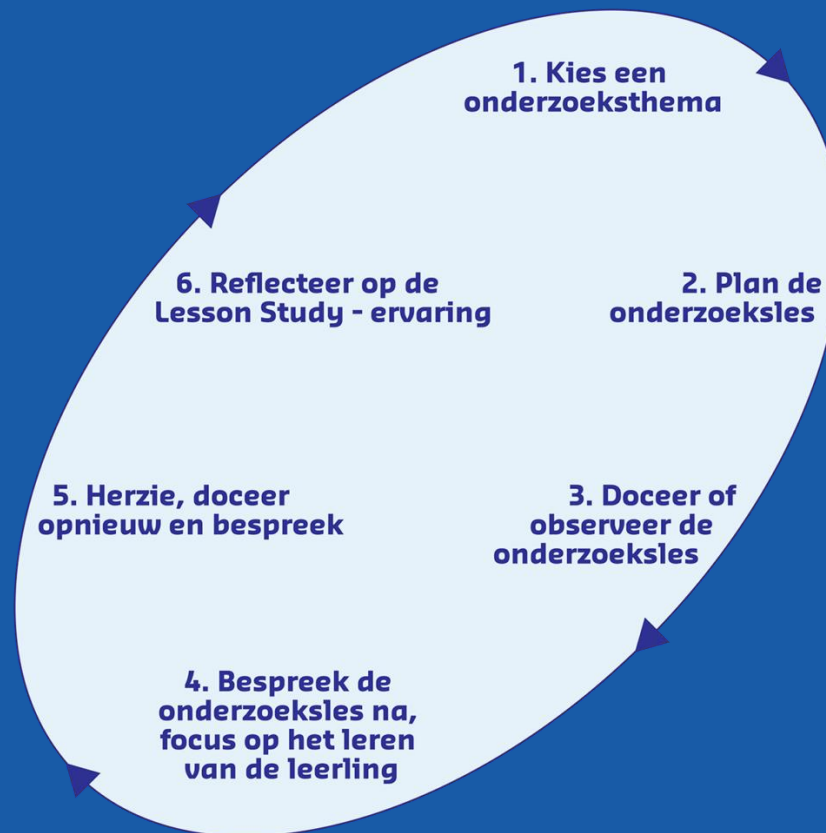 1. Kies een
onderzoeksthema
2. Plan de
onderzoeksles
3. Doceer of
observeer de
onderzoeksles
4. Bespreek de
onderzoeksles na,
focus op het leren
van de leerling
5. Herzie, doceer
opnieuw en bespreek
6. Reflecteer op de
Lesson Study - ervaring